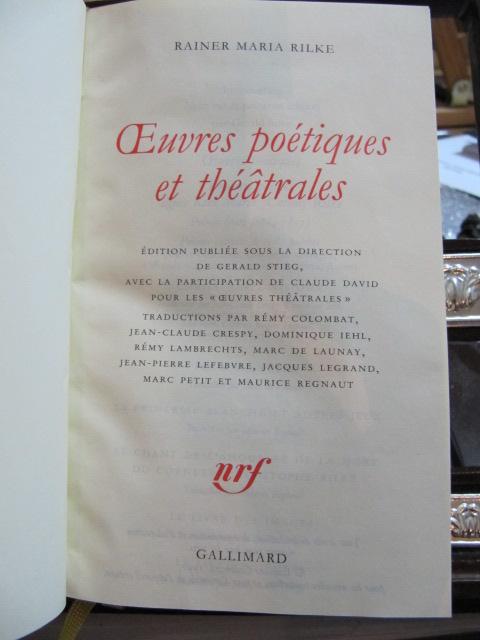 RAINER MARIA RILKE
Œuvres poétiques
et théâtrales
ÉDITION PUBLIÉE SOUS LA DIRECTION
DE GERALD STIEG,
AVEC LA PARTICIPATION DE CLAUDE DAVID
POUR LES « ŒUVRES THÉÂTRALES »
TRADUCTIONS PAR RÉMY COLOMBAT,
JEAN-CLAUDE CRESPY, DOMINIQUE IEHL,
RÉMY LAMBRECHTS, MARC DE LAUNAY,
JEAN-PIERRE LEFEBVRE, JACQUES LEGRAND,
MARC PETIT ET MAURICE REGNAUT
nrf
GALLIMARD